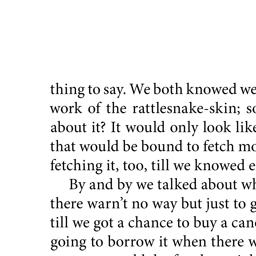 thing to say. We both knowed we
work of the rattlesnake-skin; so
about it? It would only look like
that would be bound to fetch mo
fetching it, too, till we knowed e
By and by we talked about wh
there warn't no way but just to g
till we got a chance to buy a can
going to borrow it when there w